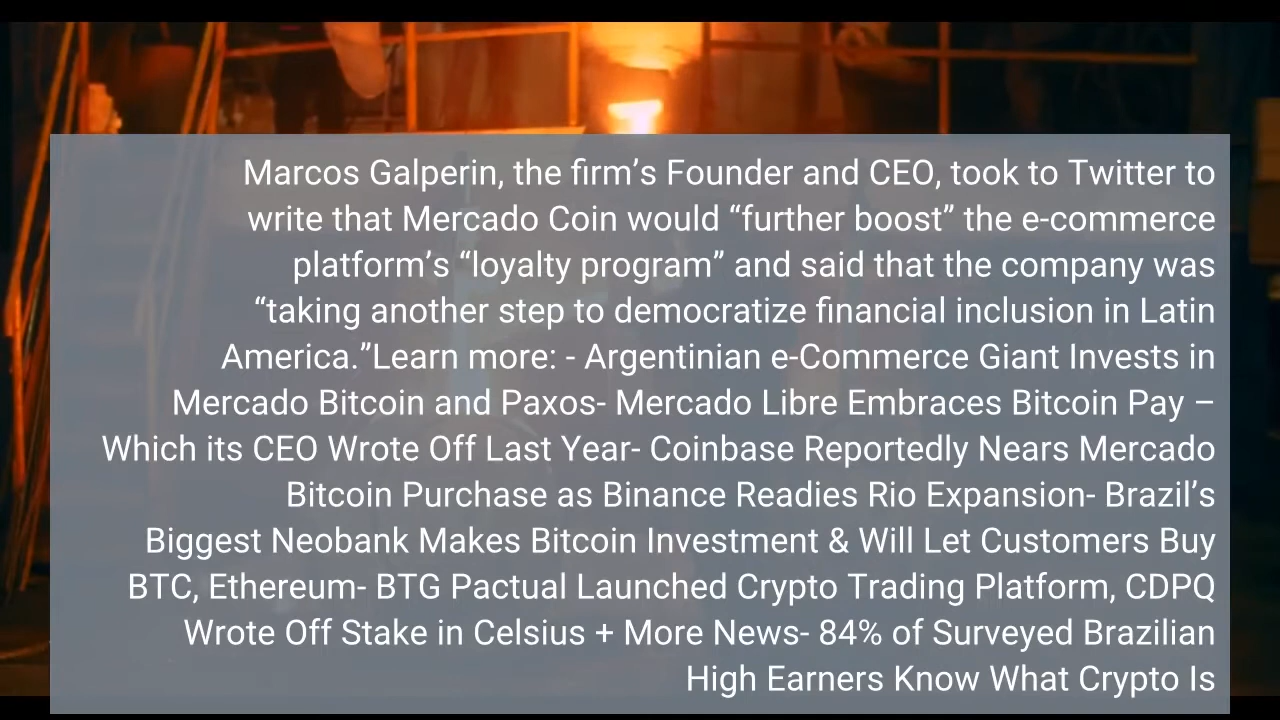 Marcos Galperin, the firm’s Founder and CEO, took to Twitter to
write that Mercado Coin would “further boost” the e-commerce
platform’s “loyalty program” and said that the company was
“taking another step to democratize financial inclusion in Latin
America.”Learn more: - Argentinian e-Commerce Giant Invests in
Mercado Bitcoin and Paxos- Mercado Libre Embraces Bitcoin Pay –
Which its CEO Wrote Off Last Year- Coinbase Reportedly Nears Mercado
Bitcoin Purchase as Binance Readies Rio Expansion- Brazil’s
Biggest Neobank Makes Bitcoin Investment & Will Let Customers Buy
BTC, Ethereum- BTG Pactual Launched Crypto Trading Platform, CDPQ
Wrote Off Stake in Celsius + More News- 84% of Surveyed Brazilian
High Earners Know What Crypto Is